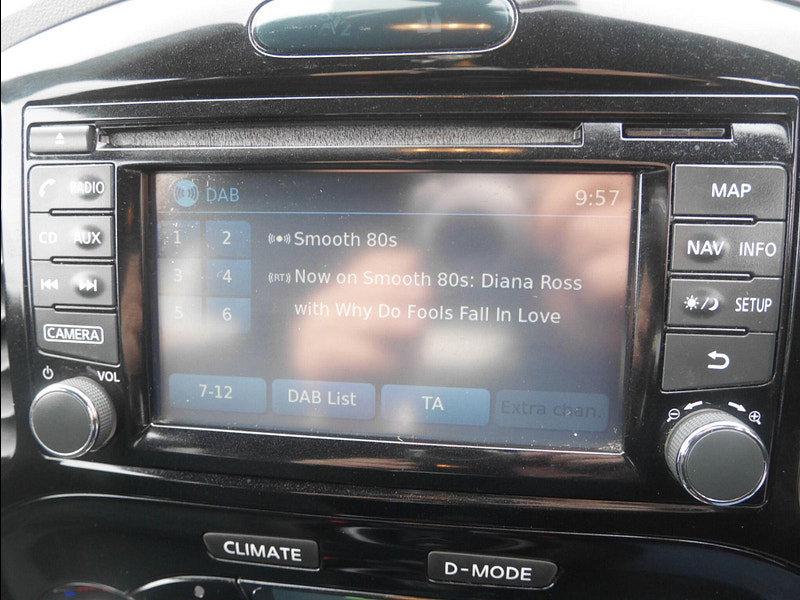 DAB 9:57
RADIO
MAP
1 2 Smooth 80s
CD AUX
NAV INFO
3 4 (RT) Now on Smooth 80s: Diana Ross
with Why Do Fools Fall In Love
5 6
SETUP
CAMERA
VOL
7-12 DAB List TA Extra chan.
CLIMATE
D-MODE